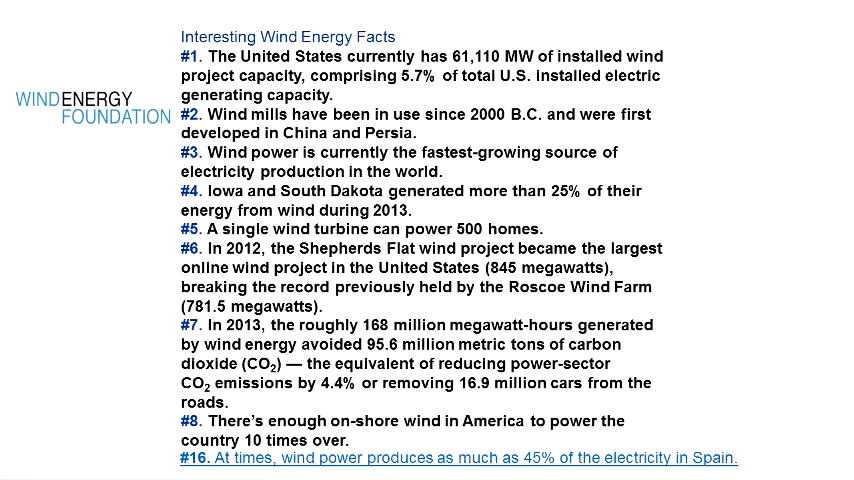 WINDENERGY
FOUNDATION
Interesting Wind Energy Facts
#1. The United States currently has 61,110 MW of installed wind
project capacity, comprising 5.7% of total U.S. installed electric
generating capacity.
#2. Wind mills have been in use since 2000 B.C. and were first
developed in China and Persia.
#3. Wind power is currently the fastest-growing source of
electricity production in the world.
#4. Iowa and South Dakota generated more than 25% of their
energy from wind during 2013.
#5. A single wind turbine can power 500 homes.
#6. In 2012, the Shepherds Flat wind project became the largest
online wind project in the United States (845 megawatts),
breaking the record previously held by the Roscoe Wind Farm
(781.5 megawatts).
#7. In 2013, the roughly 168 million megawatt-hours generated
by wind energy avoided 95.6 million metric tons of carbon
dioxide (CO₂) — the equivalent of reducing power-sector
CO₂ emissions by 4.4% or removing 16.9 million cars from the
roads.
#8. There’s enough on-shore wind in America to power the
country 10 times over.
#16. At times, wind power produces as much as 45% of the electricity in Spain.